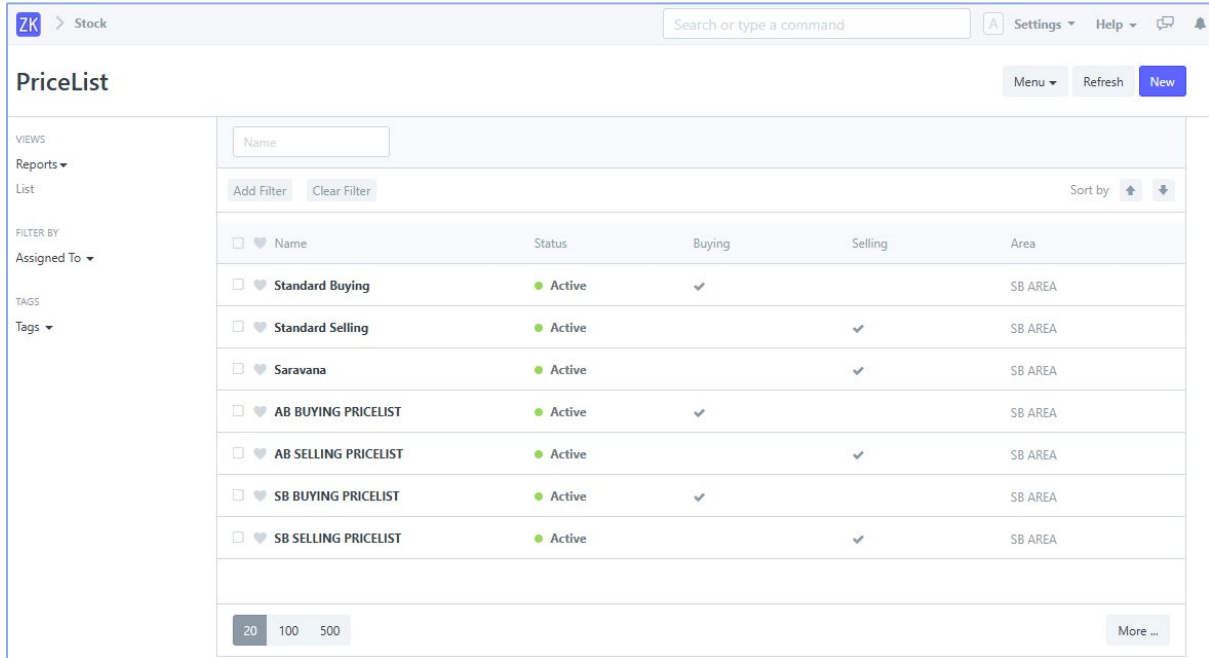 ZK > Stock Search or type a command A Settings Help
PriceList Menu Refresh New
VIEWS
Reports
List
FILTER BY
Assigned To
TAGS
Tags
Name
Add Filter Clear Filter Sort by
Name Status Buying Selling Area
Standard Buying Active SB AREA
Standard Selling Active SB AREA
Saravana Active SB AREA
AB BUYING PRICELIST Active SB AREA
AB SELLING PRICELIST Active SB AREA
SB BUYING PRICELIST Active SB AREA
SB SELLING PRICELIST Active SB AREA
20 100 500 More ...